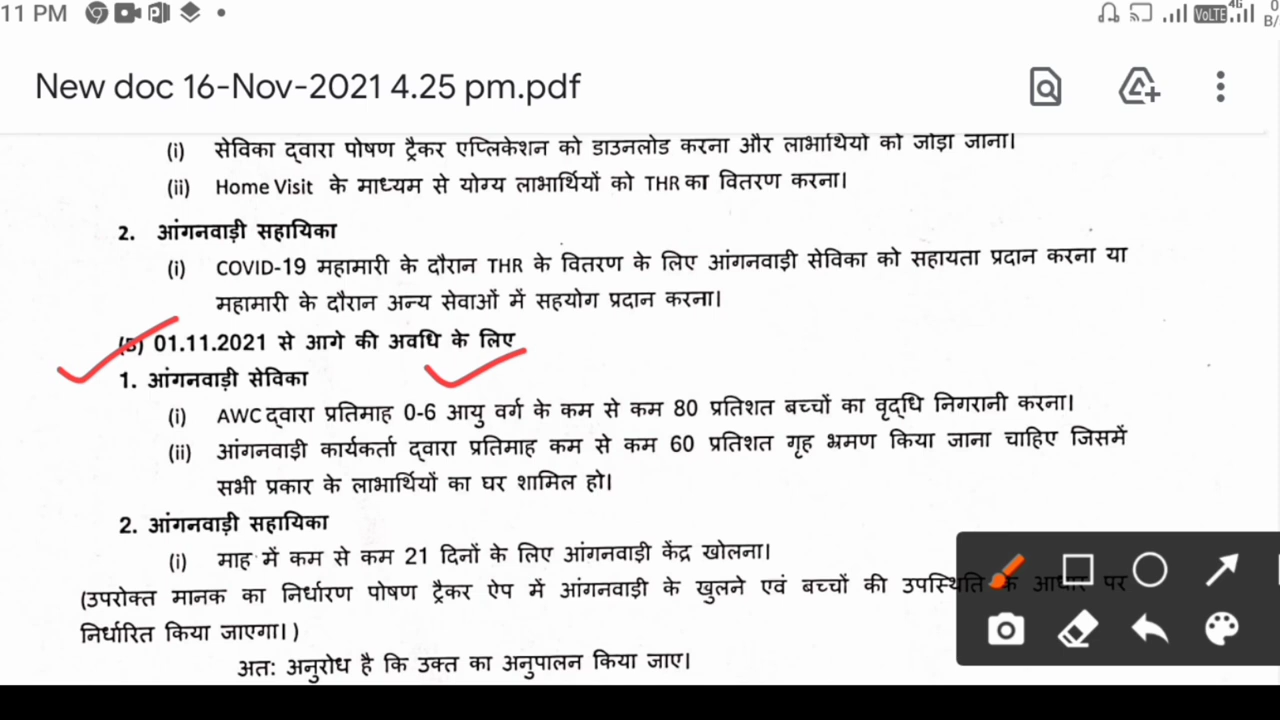 11 PM
VoLTE 4G 0
B/
New doc 16-Nov-2021 4.25 pm.pdf
(i) सेविका द्वारा पोषण ट्रैकर एप्लिकेशन को डाउनलोड करना और लाभार्थियों को जोड़ा जाना।
(ii) Home Visit के माध्यम से योग्य लाभार्थियों को THR का वितरण करना।
2. आंगनवाड़ी सहायिका
(i) COVID-19 महामारी के दौरान THR के वितरण के लिए आंगनवाड़ी सेविका को सहायता प्रदान करना या
महामारी के दौरान अन्य सेवाओं में सहयोग प्रदान करना।
(B) 01.11.2021 से आगे की अवधि के लिए
1. आंगनवाड़ी सेविका
(i) AWC द्वारा प्रतिमाह 0-6 आयु वर्ग के कम से कम 80 प्रतिशत बच्चों का वृद्धि निगरानी करना।
(ii) आंगनवाड़ी कार्यकर्ता द्वारा प्रतिमाह कम से कम 60 प्रतिशत गृह भ्रमण किया जाना चाहिए जिसमें
सभी प्रकार के लाभार्थियों का घर शामिल हो।
2. आंगनवाड़ी सहायिका
(i) माह में कम से कम 21 दिनों के लिए आंगनवाड़ी केंद्र खोलना।
(उपरोक्त मानक का निर्धारण पोषण ट्रैकर ऐप में आंगनवाड़ी के खुलने एवं बच्चों की उपस्थिति के आधार पर
निर्धारित किया जाएगा।)
अत: अनुरोध है कि उक्त का अनुपालन किया जाए।